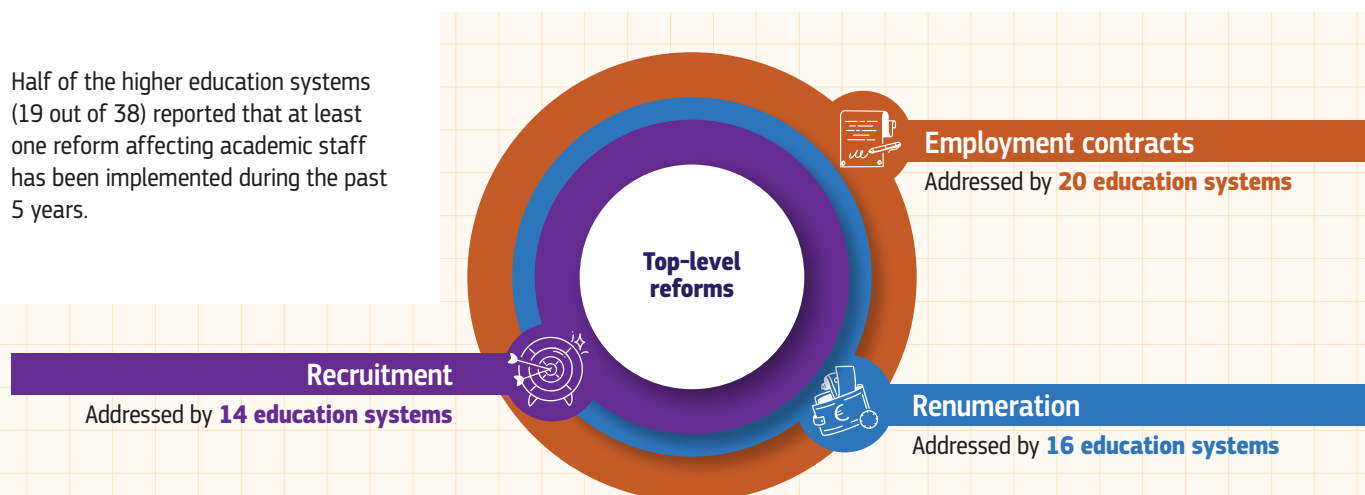 Half of the higher education systems
(19 out of 38) reported that at least
one reform affecting academic staff
has been implemented during the past
5 years.
Top-level
reforms
Employment contracts
Addressed by 20 education systems
Recruitment
Addressed by 14 education systems
Renumeration
Addressed by 16 education systems